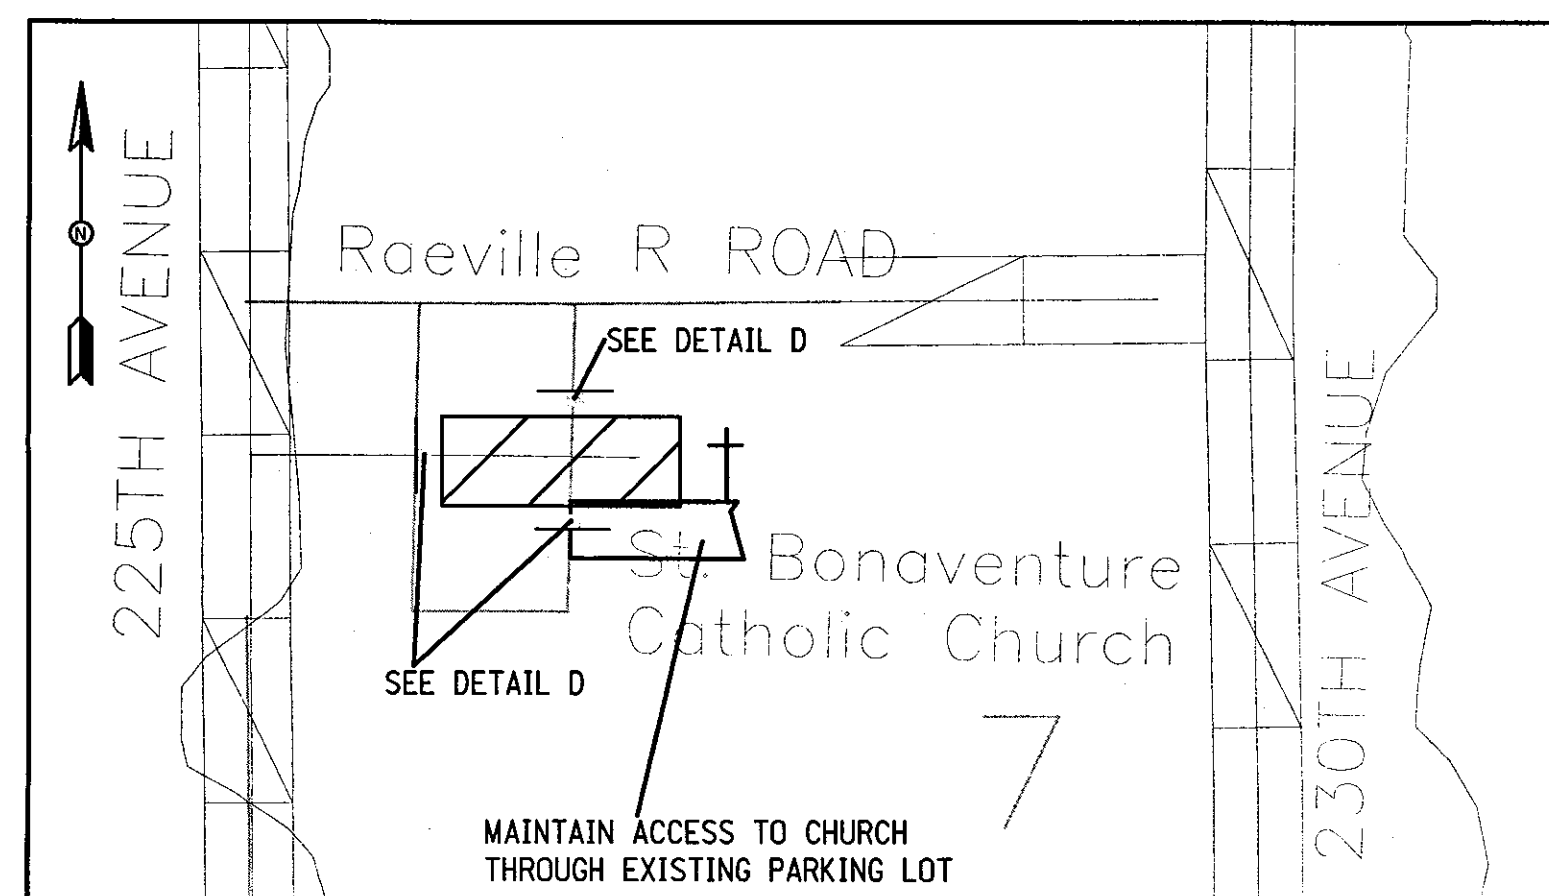 N
225TH AVENUE
Raeville R ROAD
SEE DETAIL D
St. Bonaventure
Catholic Church
230TH AVENUE
SEE DETAIL D
7
MAINTAIN ACCESS TO CHURCH
THROUGH EXISTING PARKING LOT